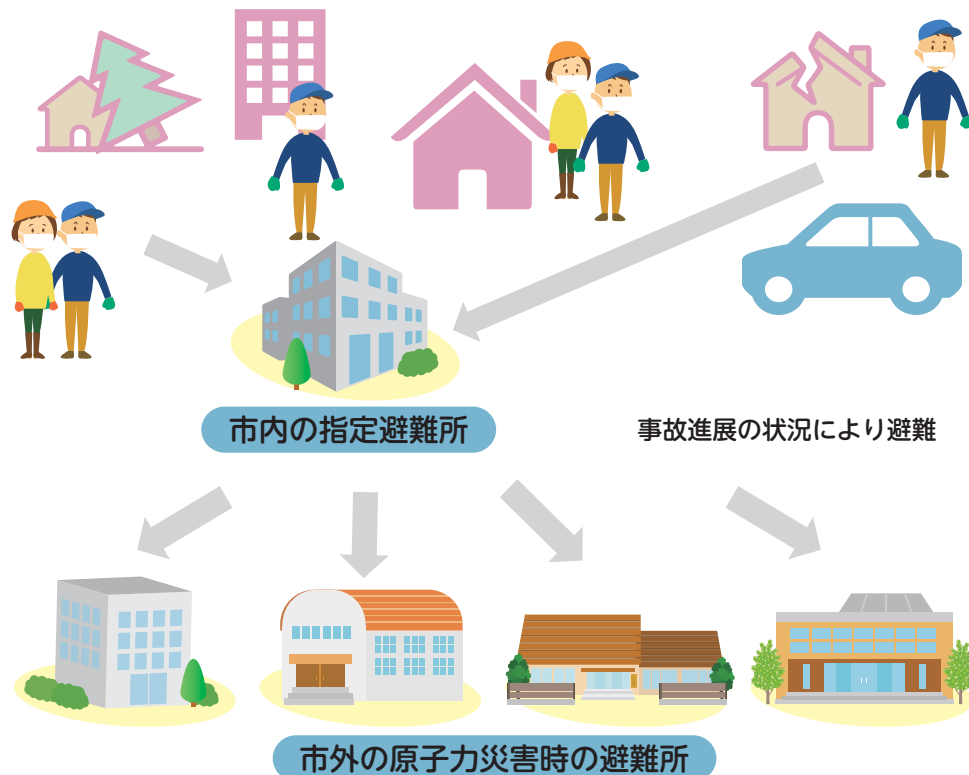 市内の指定避難所
事故進展の状況により避難
市外の原子力災害時の避難所